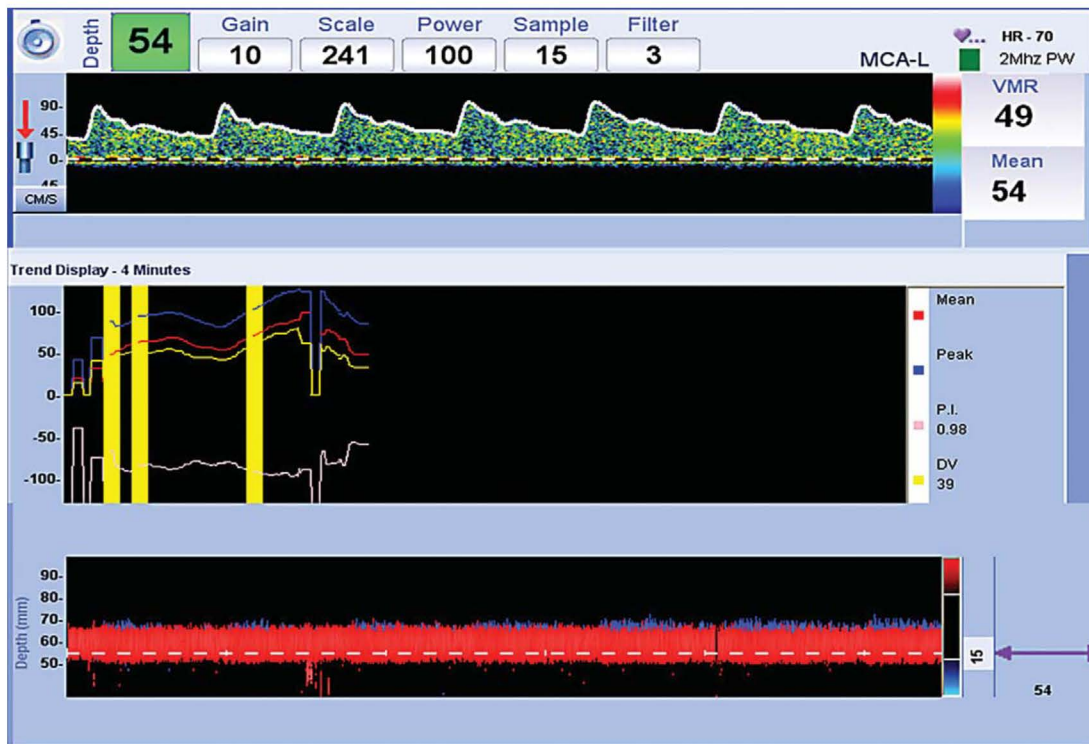 Depth
54
Gain
10
Scale
241
Power
100
Sample
15
Filter
3
MCA-L
HR - 70
2Mhz PW
90-
45-
0-
45
CM/S
VMR
49
Mean
54
Trend Display - 4 Minutes
100-
50-
0-
-50-
-100-
Mean
Peak
P.I.
0.98
DV
39
Depth (mm)
90-
80-
70-
60-
50-
15
54